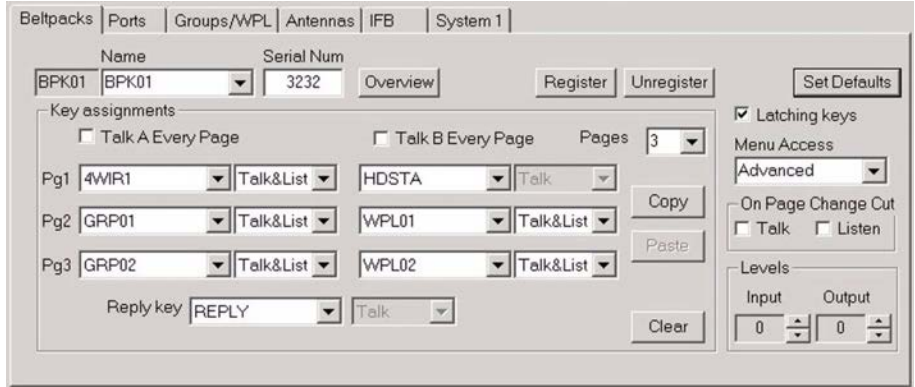 Beltpacks Ports Groups/WPL Antennas IFB System 1
Name Serial Num
BPK01 BPK01 3232 Overview Register Unregister Set Defaults
Key assignments
Talk A Every Page Talk B Every Page Pages 3
Latching keys
Menu Access
Advanced
Pg1 4WIR1 Talk&List HDSTA Talk
Copy
On Page Change Cut
Talk Listen
Pg2 GRP01 Talk&List WPL01 Talk&List
Paste
Pg3 GRP02 Talk&List WPL02 Talk&List
Levels
Input Output
0 0
Reply key REPLY Talk
Clear